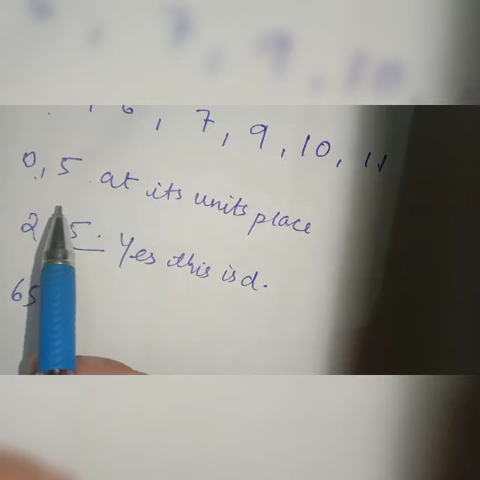 6, 7, 9, 10, 11
0, 5 at its units place
2 5: Yes this is d.
65